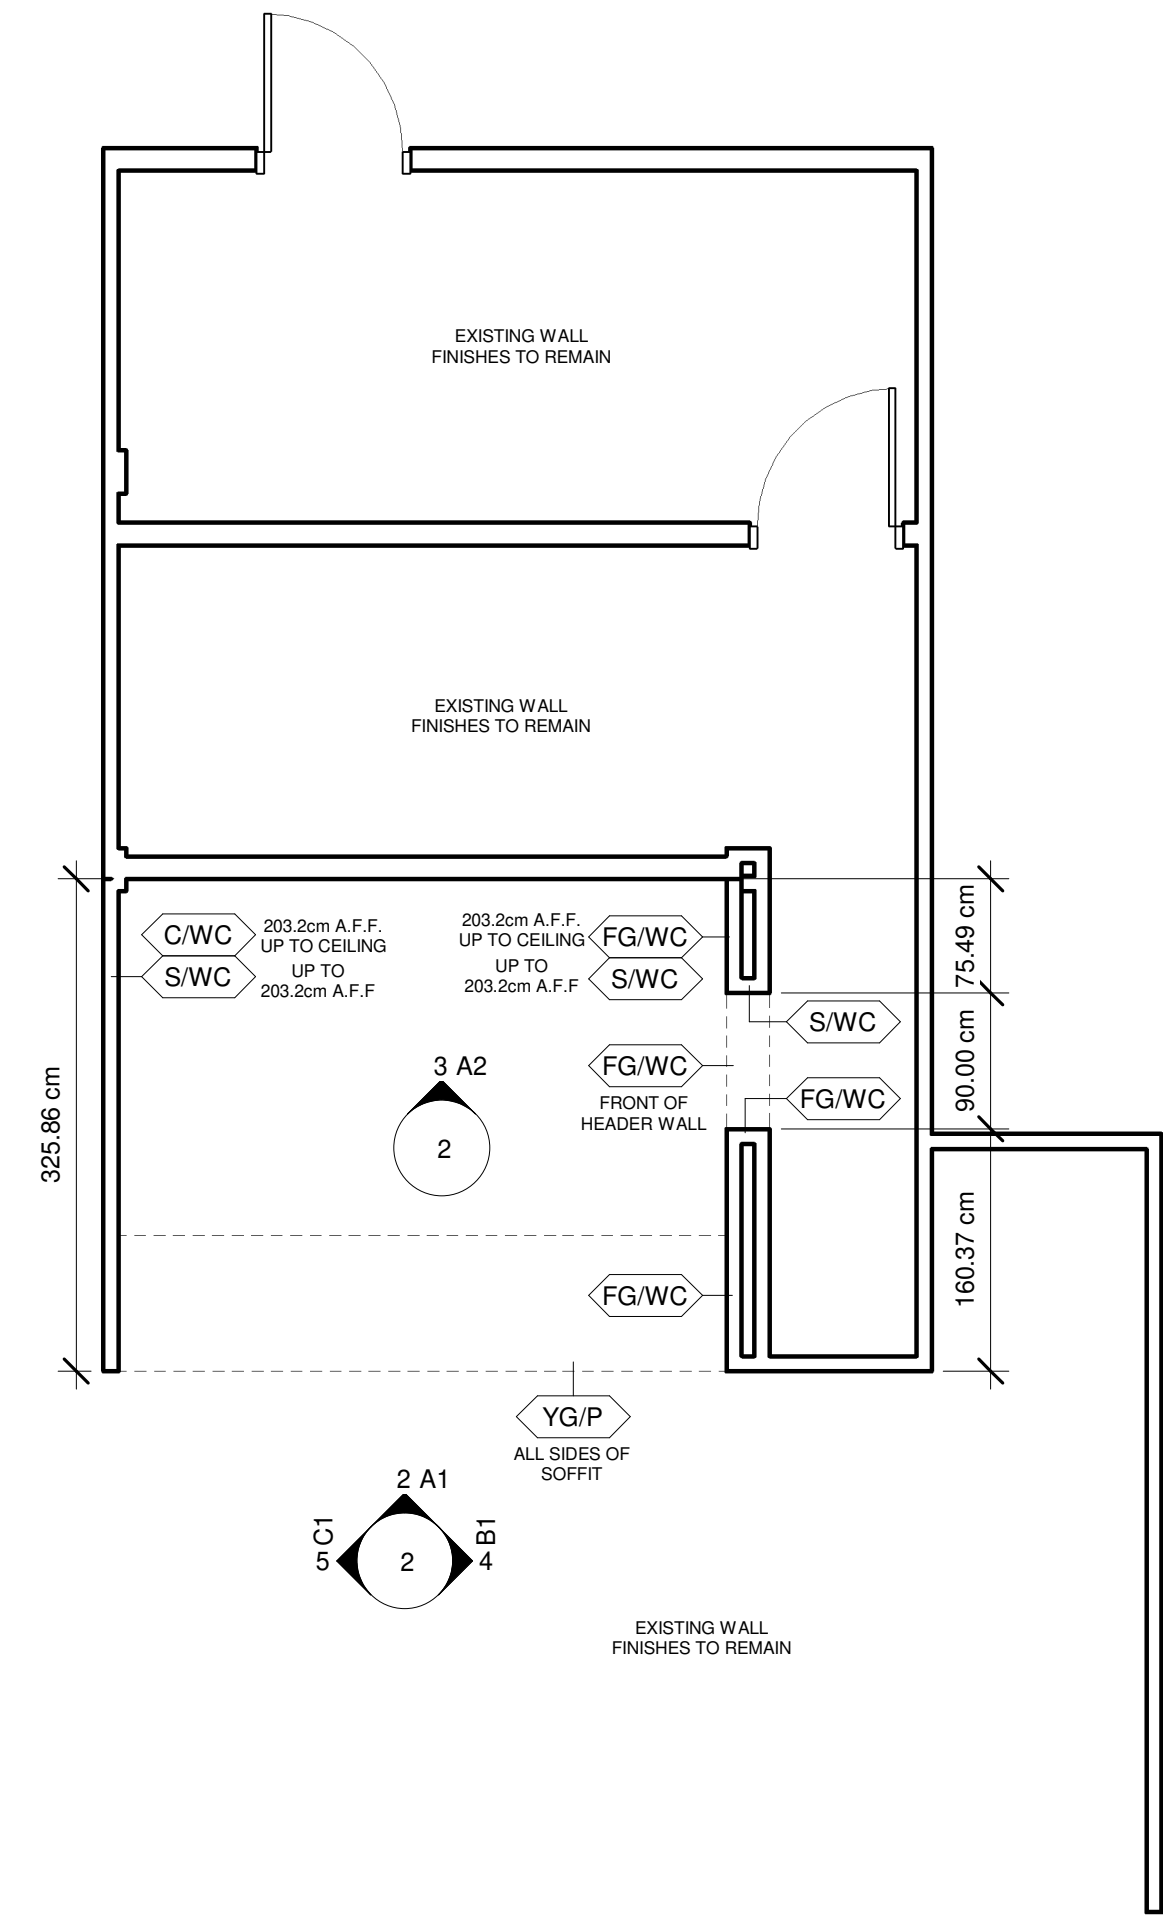 EXISTING WALL
FINISHES TO REMAIN
EXISTING WALL
FINISHES TO REMAIN
C/WC
203.2cm A.F.F.
UP TO CEILING
S/WC
UP TO
203.2cm A.F.F
203.2cm A.F.F.
UP TO CEILING
FG/WC
UP TO
203.2cm A.F.F
S/WC
75.49 cm
S/WC
FG/WC
FRONT OF
HEADER WALL
FG/WC
90.00 cm
3 A2
2
325.86 cm
160.37 cm
FG/WC
YG/P
ALL SIDES OF
SOFFIT
2 A1
C1
5
2
B1
4
EXISTING WALL
FINISHES TO REMAIN